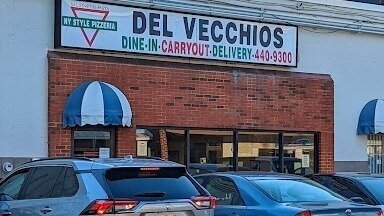 NY STYLE PIZZERIA
DEL VECCHIOS
DINE-IN·CARRYOUT·DELIVERY·440-9300